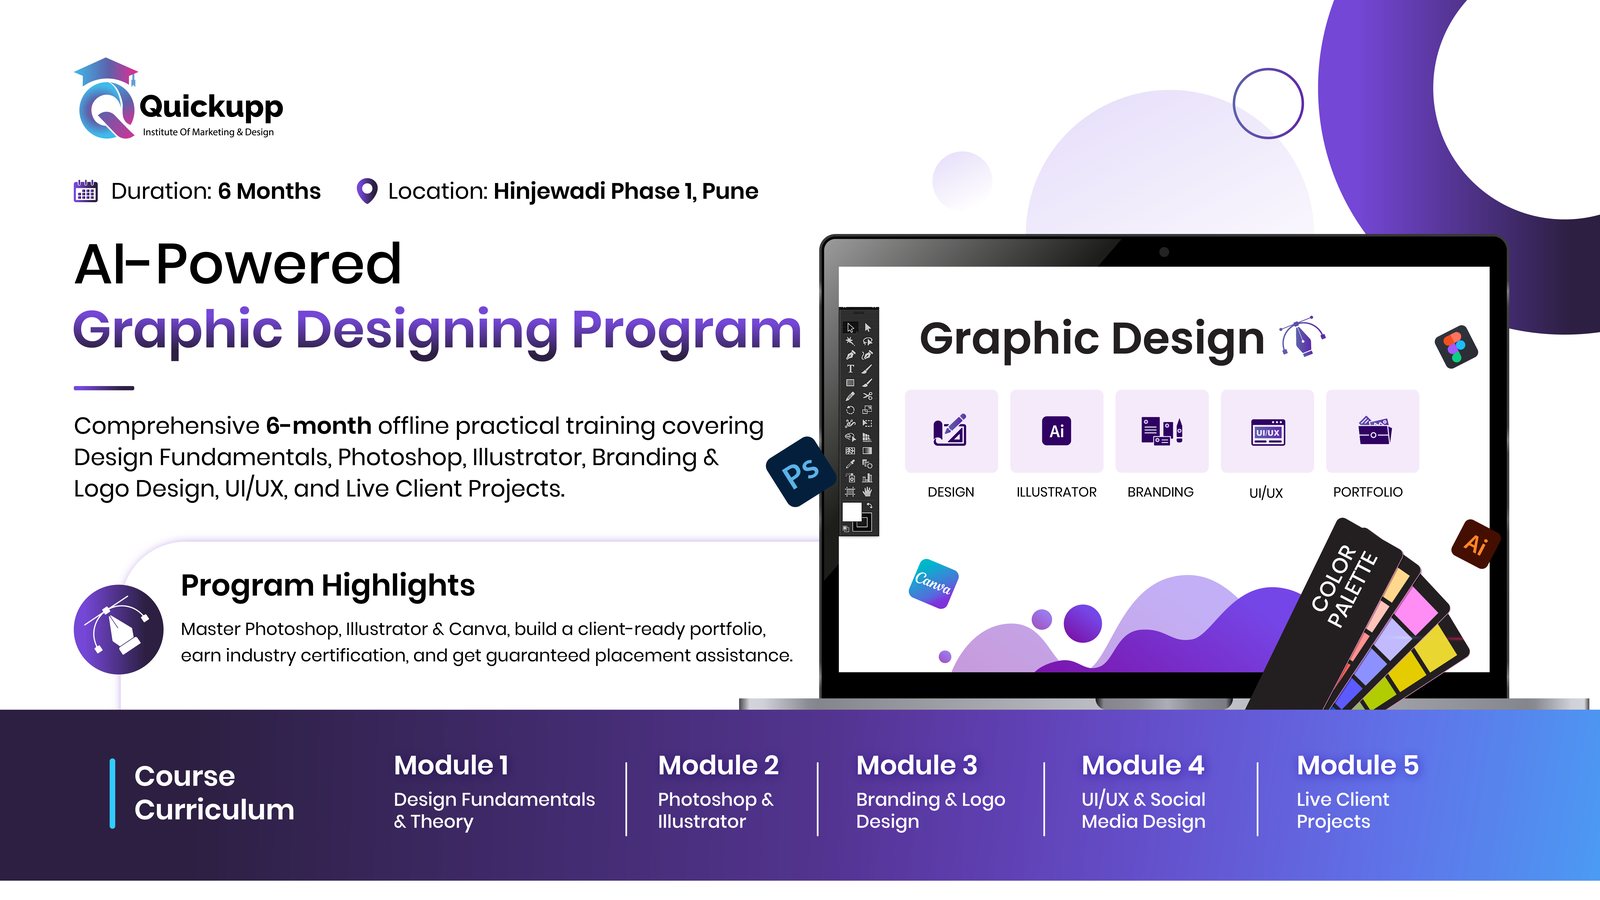 Quickupp
Institute Of Marketing & Design
Duration: 6 Months
Location: Hinjewadi Phase 1, Pune
AI-Powered
Graphic Designing Program
Comprehensive 6-month offline practical training covering
Design Fundamentals, Photoshop, Illustrator, Branding &
Logo Design, UI/UX, and Live Client Projects.
Program Highlights
Master Photoshop, Illustrator & Canva, build a client-ready portfolio,
earn industry certification, and get guaranteed placement assistance.
Ps
T
Graphic Design
Ai
UI/UX
DESIGN
ILLUSTRATOR
BRANDING
UI/UX
PORTFOLIO
Canva
Ai
COLOR
PALETTE
Course
Curriculum
Module 1
Design Fundamentals
& Theory
Module 2
Photoshop &
Illustrator
Module 3
Branding & Logo
Design
Module 4
UI/UX & Social
Media Design
Module 5
Live Client
Projects